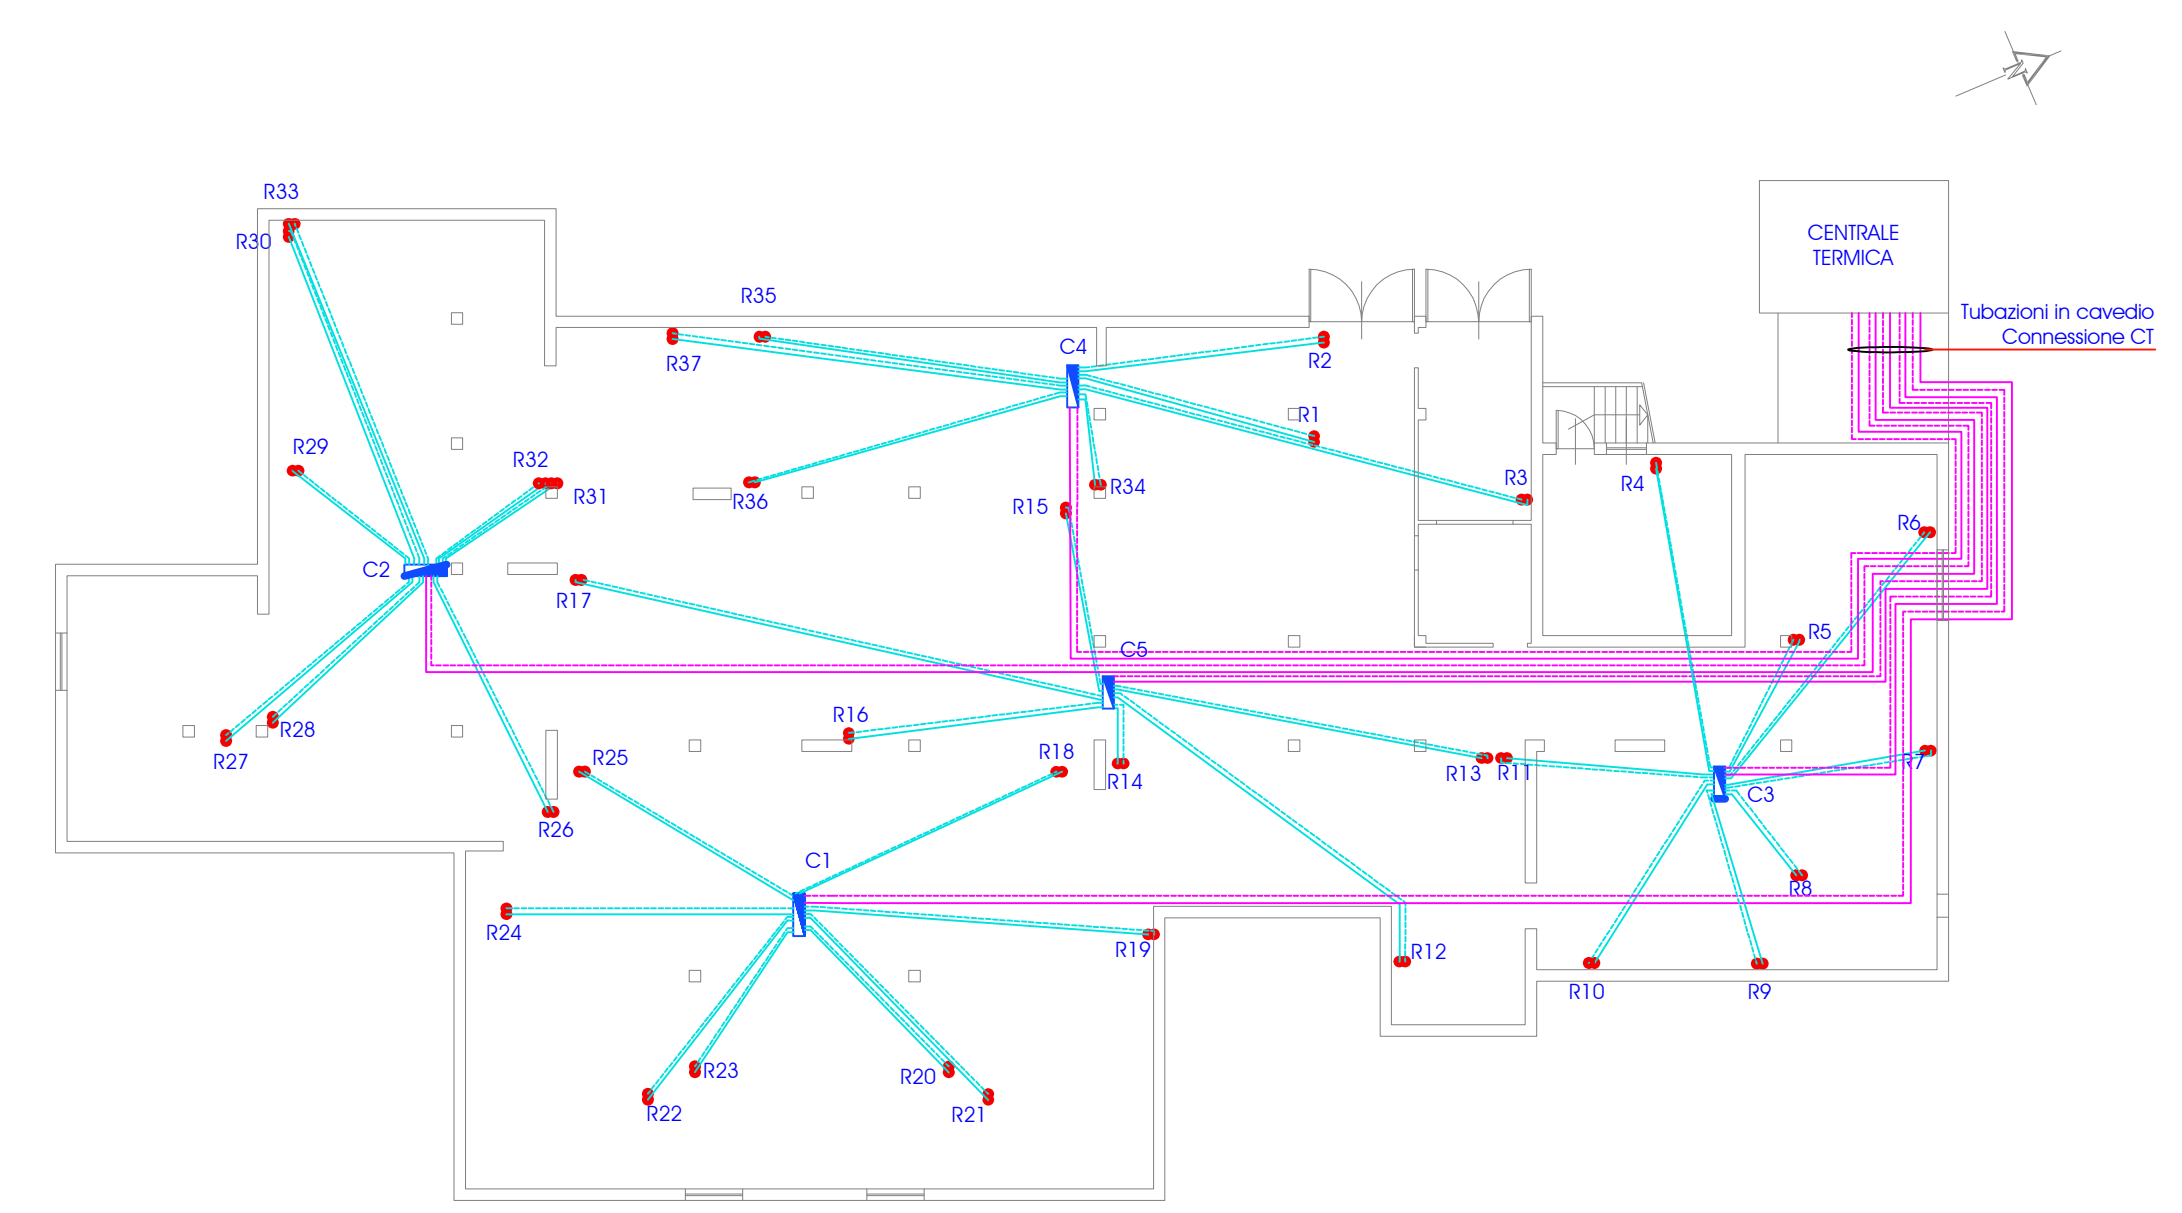 N
R33
CENTRALE
TERMICA
R30
R35
Tubazioni in cavedio
Connessione CT
C4
R2
R37
R1
R29
R32
R3
R4
R31
R36
R34
R15
R6
C2
R17
R5
C5
R16
R28
R27
R25
R18
R13
R11
R7
R14
C3
R26
C1
R8
R24
R19
R12
R10
R9
R23
R20
R22
R21